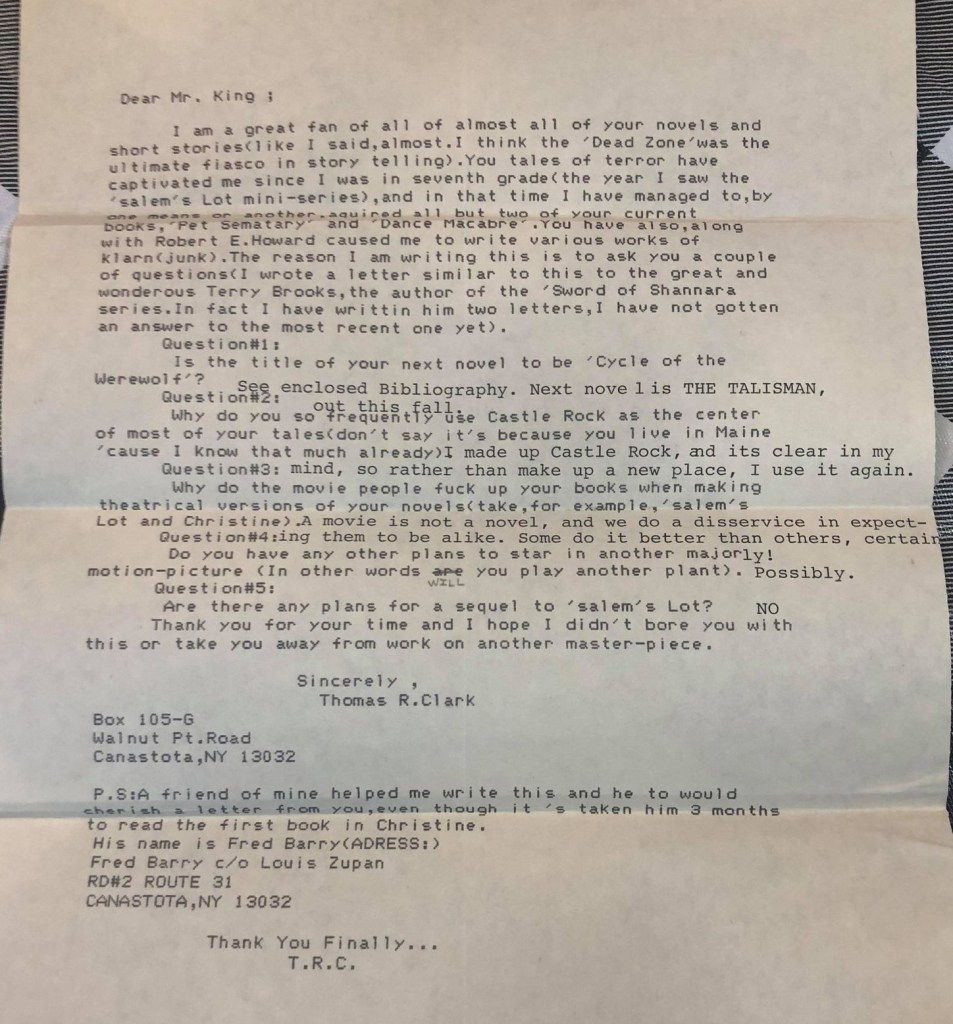 Dear Mr. King ;
I am a great fan of all of almost all of your novels and
short stories(like I said,almost.I think the 'Dead Zone'was the
ultimate fiasco in story telling).You tales of terror have
captivated me since I was in seventh grade(the year I saw the
'salem's Lot mini-series),and in that time I have managed to,by
one means or another,aquired all but two of your current
books,'Pet Sematary' and 'Dance Macabre'.You have also,along
with Robert E.Howard caused me to write various works of
klarn(junk).The reason I am writing this is to ask you a couple
of questions(I wrote a letter similar to this to the great and
wonderous Terry Brooks,the author of the 'Sword of Shannara
series.In fact I have writtin him two letters,I have not gotten
an answer to the most recent one yet).
Question#1:
Is the title of your next novel to be 'Cycle of the
Werewolf'?
See enclosed Bibliography. Next novel is THE TALISMAN,
Question#2:
out this fall.
Why do you so frequently use Castle Rock as the center
of most of your tales(don't say it's because you live in Maine
'cause I know that much already)I made up Castle Rock, and its clear in my
Question#3: mind, so rather than make up a new place, I use it again.
Why do the movie people fuck up your books when making
theatrical versions of your novels(take,for example,'salem's
Lot and Christine).A movie is not a novel, and we do a disservice in expect-
Question#4:ing them to be alike. Some do it better than others, certain
Do you have any other plans to star in another majorly!
motion-picture (In other words are you play another plant). Possibly.
WILL
Question#5:
Are there any plans for a sequel to 'salem's Lot? NO
Thank you for your time and I hope I didn't bore you with
this or take you away from work on another master-piece.
Sincerely ,
Thomas R.Clark
Box 105-G
Walnut Pt.Road
Canastota,NY 13032
P.S:A friend of mine helped me write this and he to would
cherish a letter from you,even though it 's taken him 3 months
to read the first book in Christine.
His name is Fred Barry(ADRESS:)
Fred Barry c/o Louis Zupan
RD#2 ROUTE 31
CANASTOTA,NY 13032
Thank You Finally...
T.R.C.